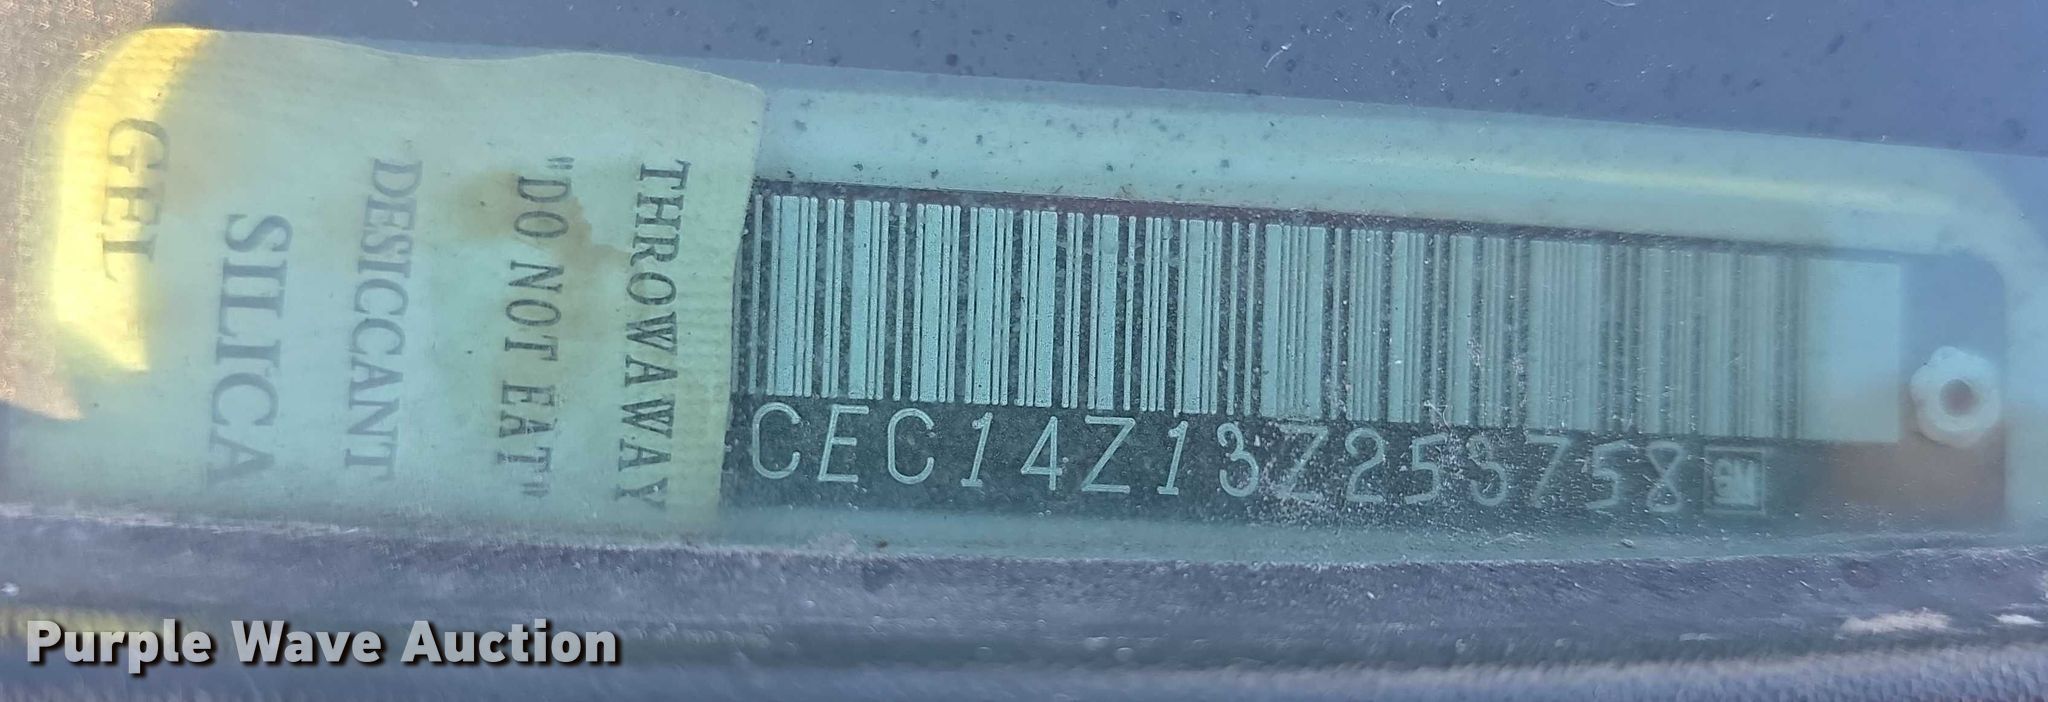 THROWAWAY
"DO NOT EAT"
DESICCANT
SILICA
GEL
CEC14Z13Z253758 GM
Purple Wave Auction